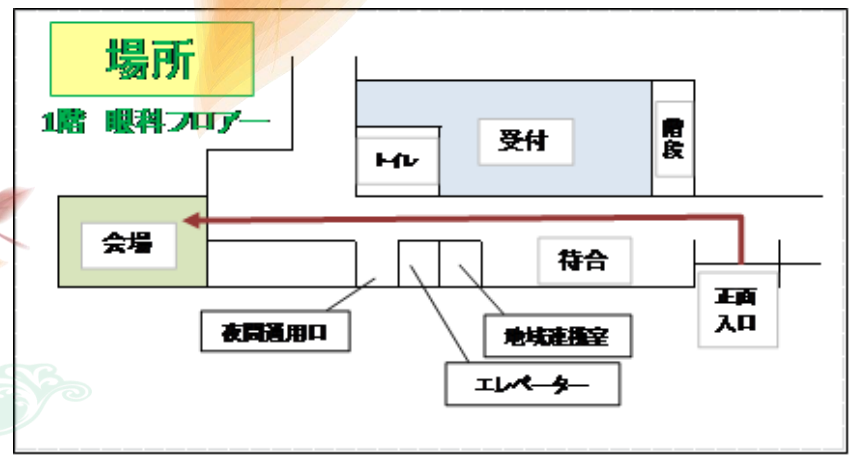 場所
1階 眼科フロアー
受付
階段
トイレ
会場
待合
正面
入口
夜間通用口
地域連携室
エレベーター